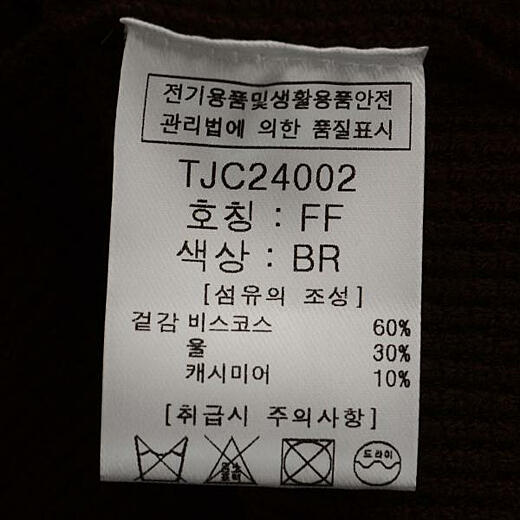 전기용품및생활용품안전
관리법에 의한 품질표시
TJC24002
호칭 : FF
색상 : BR
[섬유의 조성]
겉감 비스코스 60%
울 30%
캐시미어 10%
[취급시 주의사항]
드라이